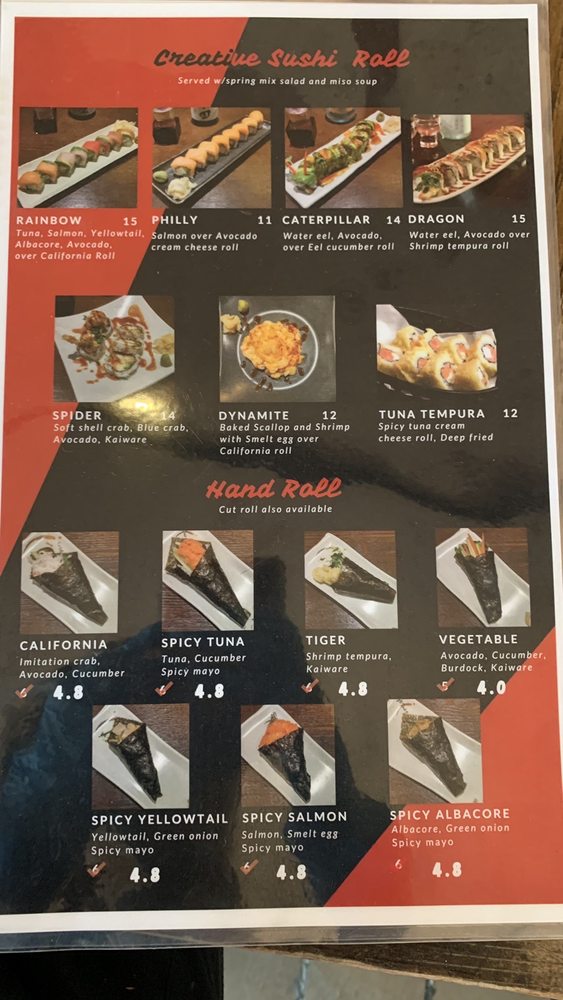 Creative Sushi Roll
Served w/spring mix salad and miso soup
RAINBOW 15
Tuna, Salmon, Yellowtail,
Albacore, Avocado,
over California Roll
PHILLY 11
Salmon over Avocado
cream cheese roll
CATERPILLAR 14
Water eel, Avocado,
over Eel cucumber roll
DRAGON 15
Water eel, Avocado over
Shrimp tempura roll
SPIDER 14
Soft shell crab, Blue crab,
Avocado, Kaiware
DYNAMITE 12
Baked Scallop and Shrimp
with Smelt egg over
California roll
TUNA TEMPURA 12
Spicy tuna cream
cheese roll, Deep fried
Hand Roll
Cut roll also available
CALIFORNIA
Imitation crab,
Avocado, Cucumber
6 4.8
SPICY TUNA
Tuna, Cucumber
Spicy mayo
6 4.8
TIGER
Shrimp tempura,
Kaiware
6 4.8
VEGETABLE
Avocado, Cucumber,
Burdock, Kaiware
5 4.0
SPICY YELLOWTAIL
Yellowtail, Green onion
Spicy mayo
6 4.8
SPICY SALMON
Salmon, Smelt egg
Spicy mayo
6 4.8
SPICY ALBACORE
Albacore, Green onion
Spicy mayo
6 4.8